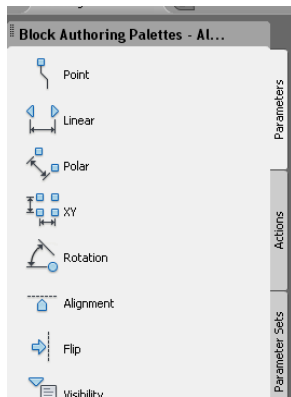 Block Authoring Palettes - Al...
Point
Linear
Polar
XY
Rotation
Alignment
Flip
Visibility
Parameters
Actions
Parameter Sets